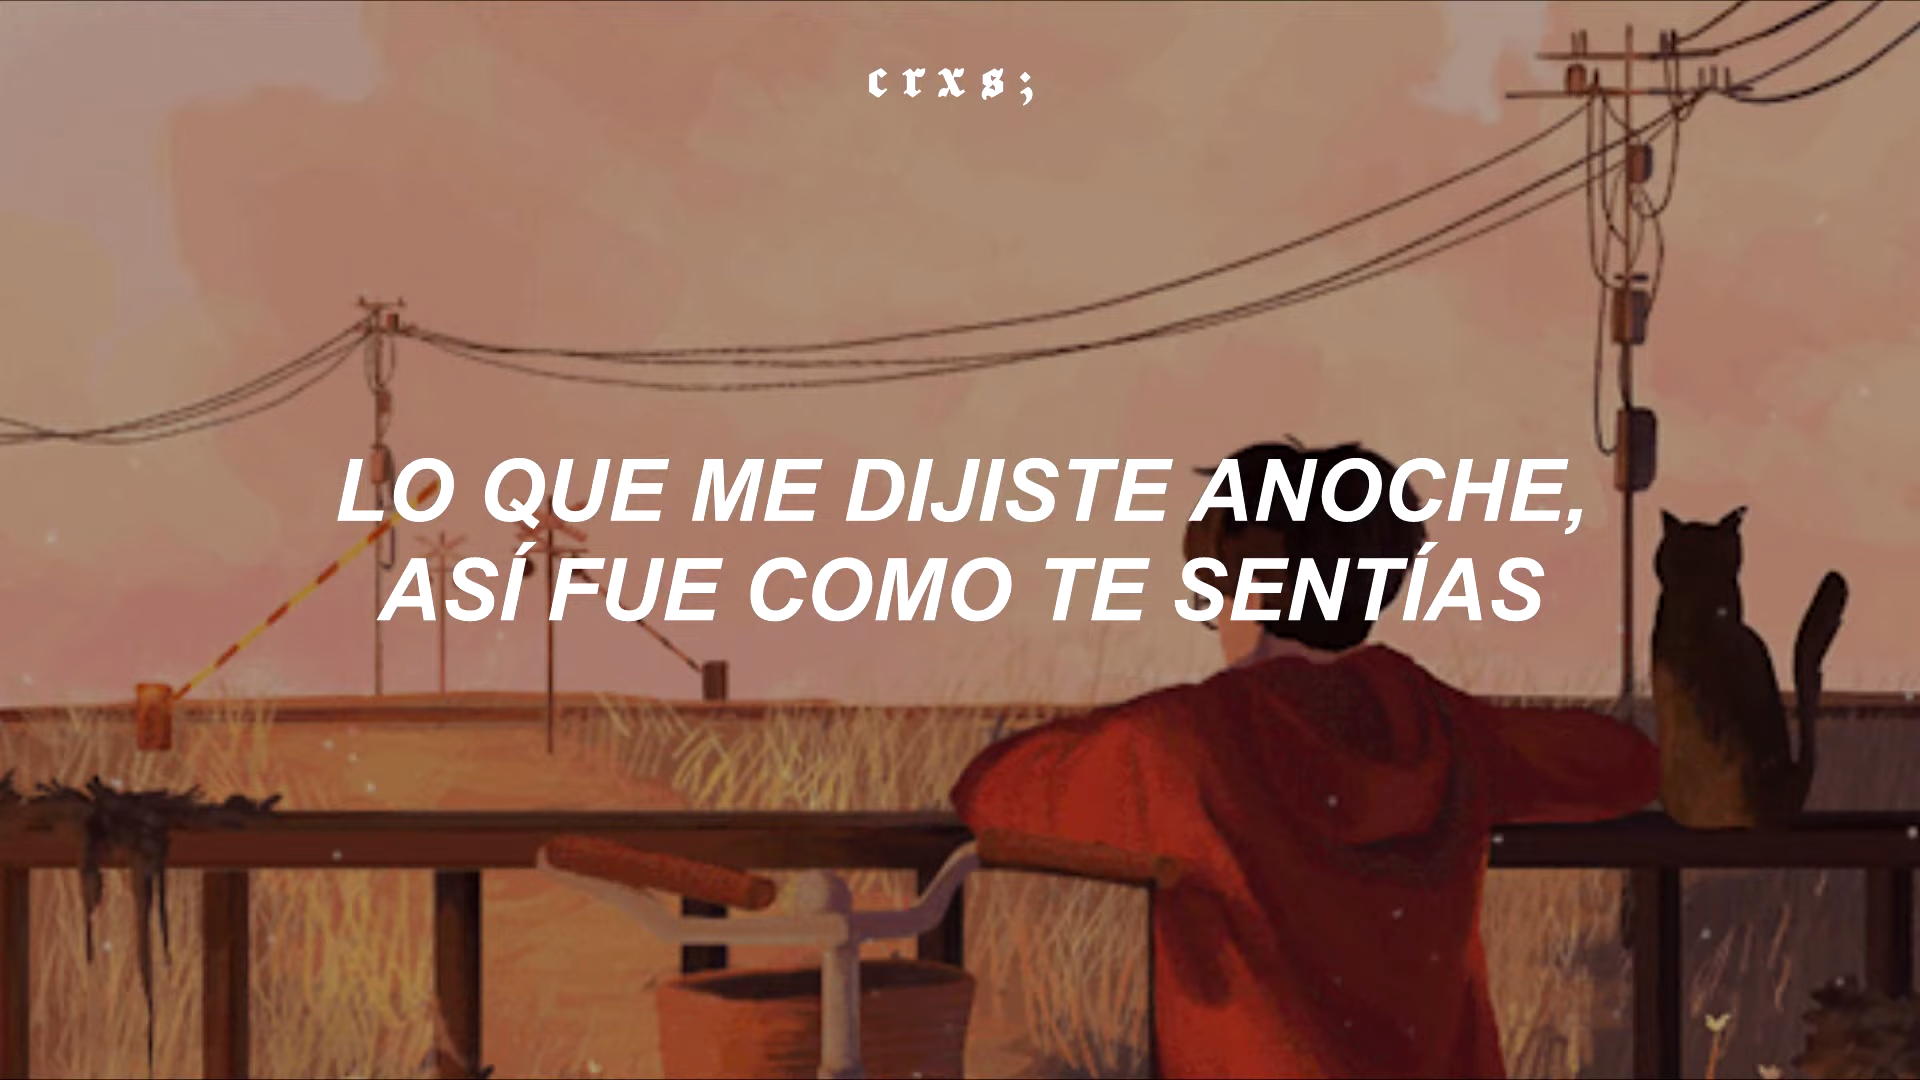 crxs;
LO QUE ME DIJISTE ANOCHE,
ASÍ FUE COMO TE SENTÍAS